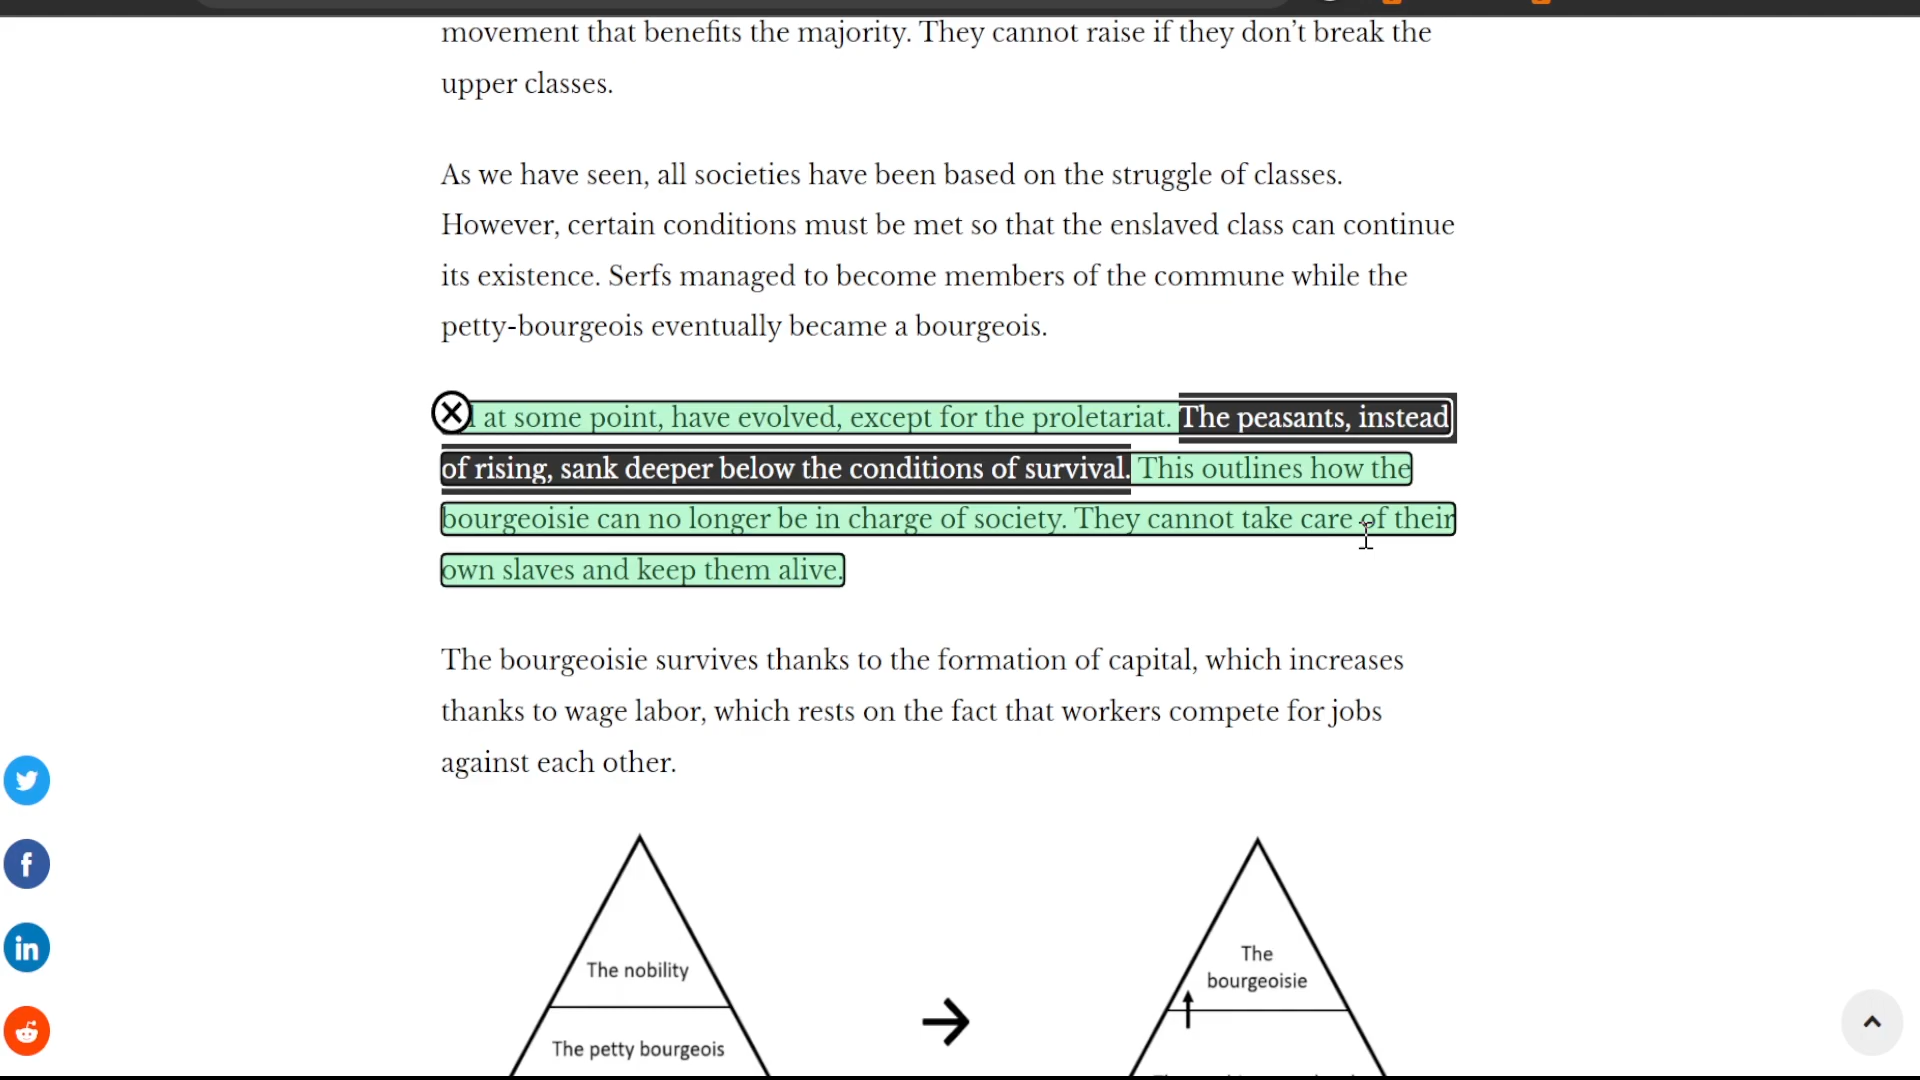 movement that benefits the majority. They cannot raise if they don’t break the
upper classes.
As we have seen, all societies have been based on the struggle of classes.
However, certain conditions must be met so that the enslaved class can continue
its existence. Serfs managed to become members of the commune while the
petty-bourgeois eventually became a bourgeois.
at some point, have evolved, except for the proletariat. The peasants, instead
of rising, sank deeper below the conditions of survival. This outlines how the
bourgeoisie can no longer be in charge of society. They cannot take care of their
own slaves and keep them alive.
The bourgeoisie survives thanks to the formation of capital, which increases
thanks to wage labor, which rests on the fact that workers compete for jobs
against each other.
The nobility
The petty bourgeois
The
bourgeoisie
f
in